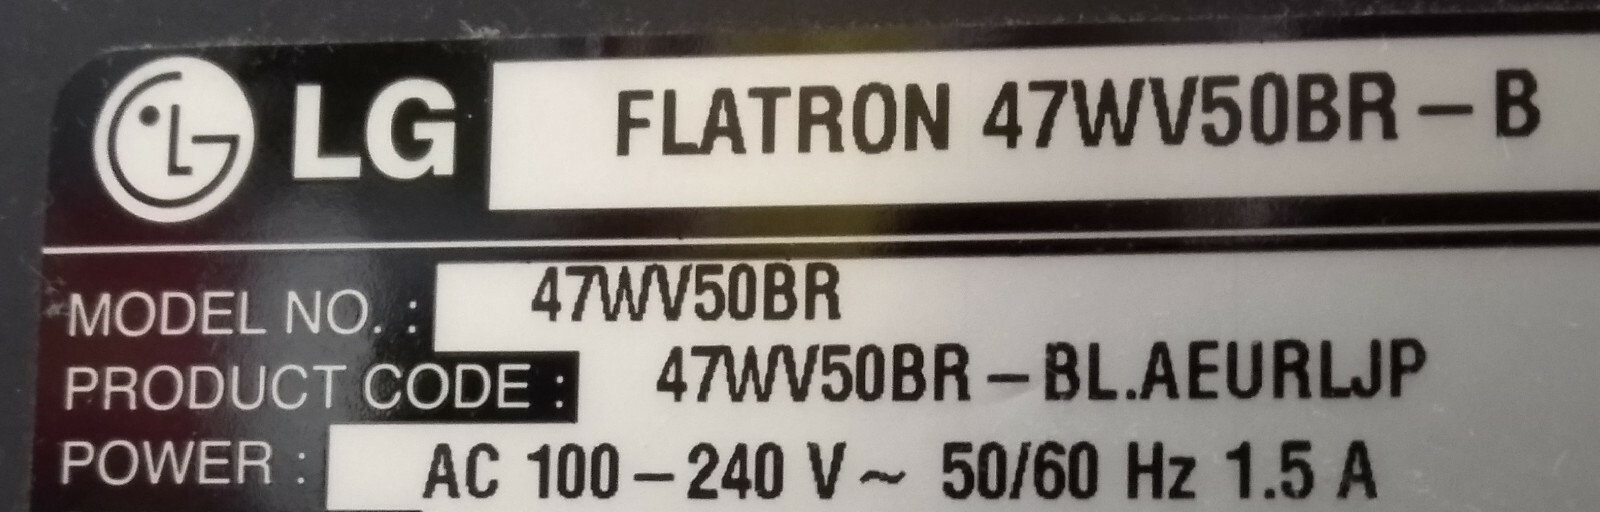 LG FLATRON 47WV50BR - B
MODEL NO. : 47WV50BR
PRODUCT CODE : 47WV50BR - BL.AEURLJP
POWER : AC 100 - 240 V ~ 50/60 Hz 1.5 A